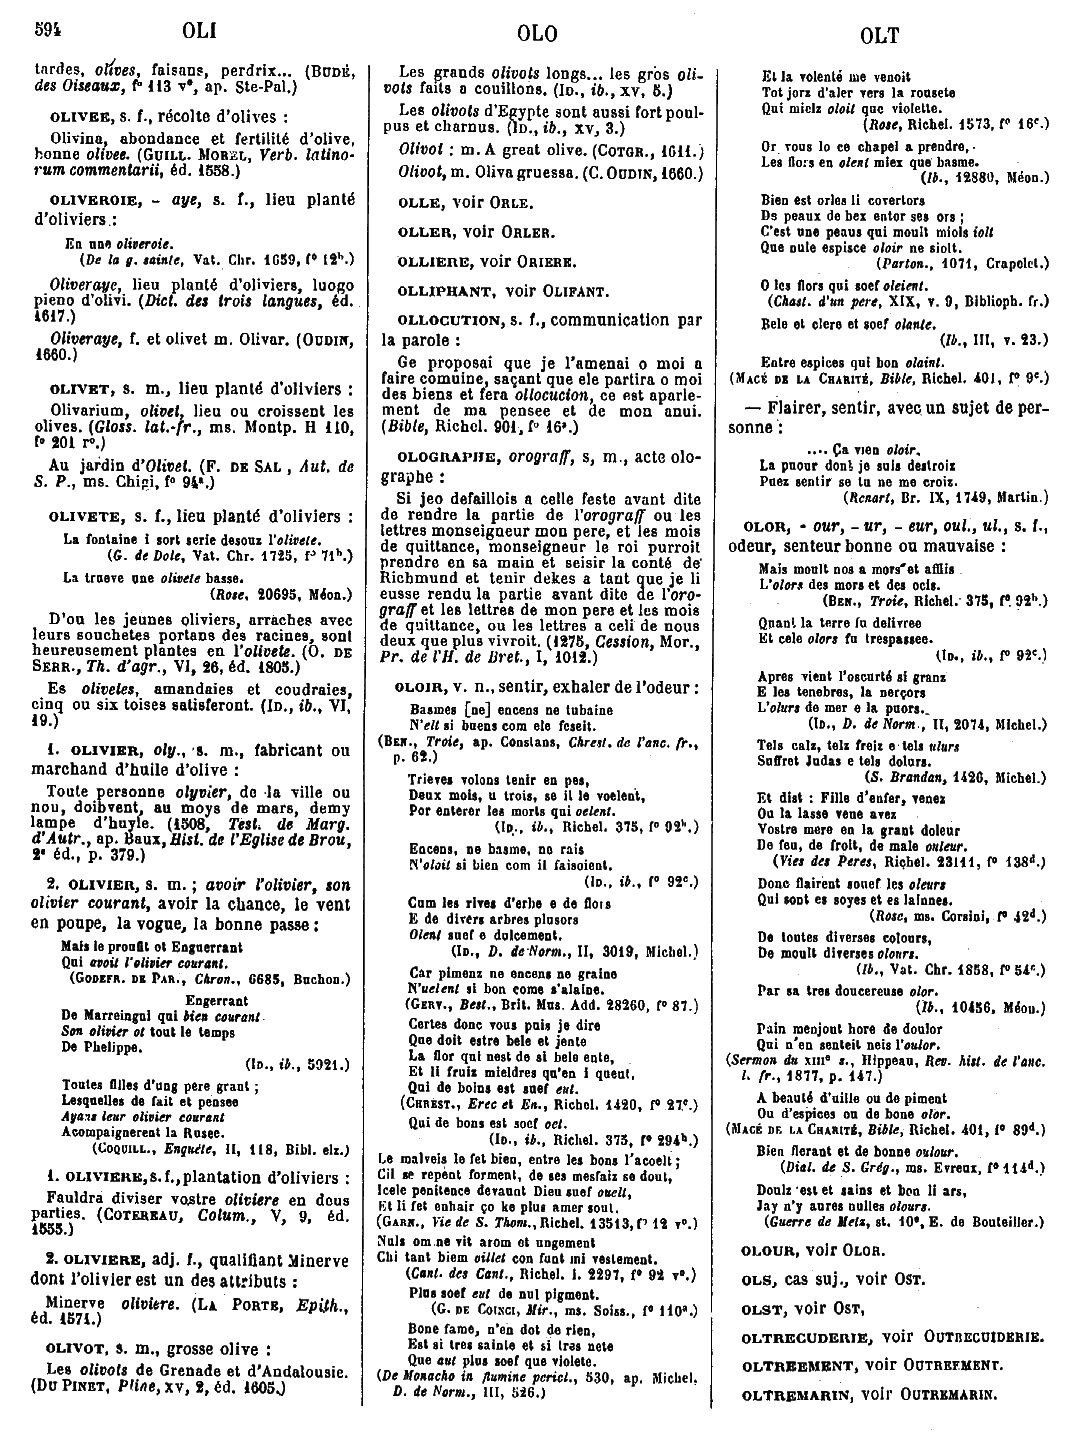 594 OLI OLO OLT
tardes, olives, faisans, perdrix... (BUDÉ,
des Oiseaux, f° 113 v°, ap. Ste-Pal.)
OLIVEE, s. f., récolte d'olives :
Olivina, abondance et fertilité d'olive,
bonne olivee. (GUILL. MOREL, Verb. latino-
rum commentarii, éd. 1558.)
OLIVEROIE, - aye, s. f., lieu planté
d'oliviers :
En une oliveroie.
(De la g. sainte, Vat. Chr. 1659, f° 12b.)
Oliveraye, lieu planté d'oliviers, luogo
pieno d'olivi. (Dict. des trois langues, éd.
1617.)
Oliveraye, f. et olivet m. Olivar. (OUDIN,
1660.)
OLIVET, s. m., lieu planté d'oliviers :
Olivarium, olivet, lieu ou croissent les
olives. (Gloss. lat.-fr., ms. Montp. H 110,
f° 201 r°.)
Au jardin d'Olivet. (F. DE SAL, Aut. de
S. P., ms. Chigi, f° 94a.)
OLIVETE, s. f., lieu planté d'oliviers :
La fontaine i sort serie desouz l'olivete.
(G. de Dole, Vat. Chr. 1725, f° 71b.)
La trueve une olivete basse.
(Rose, 20695, Méon.)
D'ou les jeunes oliviers, arraches avec
leurs souchetes portans des racines, sont
heureusement plantes en l'olivete. (O. DE
SERR., Th. d'agr., VI, 26, éd. 1805.)
Es olivetes, amandaies et coudraies,
cinq ou six toises satisferont. (ID., ib., VI,
19.)
1. OLIVIER, oly., s. m., fabricant ou
marchand d'huile d'olive :
Toute personne olyvier, de la ville ou
nou, doibvent, au moys de mars, demy
lampe d'huyle. (1508, Test. de Marg.
d'Autr., ap. Baux, Hist. de l'Eglise de Brou,
2e éd., p. 379.)
2. OLIVIER, s. m. ; avoir l'olivier, son
olivier courant, avoir la chance, le vent
en poupe, la vogue, la bonne passe :
Mais le proufit ot Enguerrant
Qui avoit l'olivier courant.
(GODEFR. DE PAR., Chron., 6685, Buchon.)
Engerrant
De Marreingni qui bien courant
Son olivier ot tout le temps
De Phelippe.
(ID., ib., 5921.)
Toutes filles d'ung pere grant ;
Lesquelles de fait et pensee
Ayans leur olivier courant
Acompaignerent la Rusee.
(COQUILL., Enquéte, II, 118, Bibl. elz.)
1. OLIVIERE, s. f., plantation d'oliviers :
Fauldra diviser vostre oliviere en deus
parties. (COTEREAU, Colum., V, 9, éd.
1555.)
2. OLIVIERE, adj. f., qualifiant Minerve
dont l'olivier est un des attributs :
Minerve oliviere. (LA PORTE, Epith.,
éd. 1571.)
OLIVOT, s. m., grosse olive :
Les olivots de Grenade et d'Andalousie.
(DU PINET, Pline, XV, 2, éd. 1605.)
Les grands olivots longs... les gros oli-
vots faits a couillons. (ID., ib., XV, 5.)
Les olivots d'Egypte sont aussi fort poul-
pus et charnus. (ID., ib., XV, 3.)
Olivot : m. A great olive. (COTGR., 1611.)
Olivot, m. Oliva gruessa. (C. OUDIN, 1660.)
OLLE, voir ORLE.
OLLER, voir ORLER.
OLLIERE, voir ORIERE.
OLLIPHANT, voir OLIFANT.
OLLOCUTION, s. f., communication par
la parole :
Ge proposai que je l'amenai o moi a
faire comuine, saçant que ele partira o moi
des biens et fera ollocucion, ce est aparle-
ment de ma pensee et de mon anui.
(Bible, Richel. 901, f° 16a.)
OLOGRAPHE, orograff, s, m., acte olo-
graphe :
Si jeo defaillois a celle feste avant dite
de rendre la partie de l'orograff ou les
lettres monseigneur mon pere, et les mois
de quittance, monseigneur le roi purroit
prendre en sa main et seisir la conté de
Richmund et tenir dekes a tant que je li
eusse rendu la partie avant dite de l'oro-
graff et les lettres de mon pere et les mois
de quittance, ou les lettres a celi de nous
deux que plus vivroit. (1275, Cession, Mor.,
Pr. de l'H. de Bret., I, 1012.)
OLOIR, v. n., sentir, exhaler de l'odeur :
Basmes [ne] encens ne tubaine
N'elt si buens com ele feseit.
(BEN., Troie, ap. Constans, Chrest. de l'anc. fr.,
p. 62.)
Trieves volons tenir en pes,
Deux mois, u trois, se il le voelent,
Por enterer les morts qui oelent.
(ID., ib., Richel. 375, f° 92b.)
Encens, ne basme, ne rais
N'oloit si bien com il faisoient.
(ID., ib., f° 92c.)
Cum les rives d'erbe e de flors
E de divers arbres plusors
Olent suef e dulcement.
(ID., D. de Norm., II, 3019, Michel.)
Car pimenz ne encens ne graine
N'uelent si bon come s'alaine.
(GERV., Best., Brit. Mus. Add. 28260, f° 87.)
Certes donc vous puis je dire
Que doit estre bele et jente
La flor qui nest de si bele ente,
Et li fruiz mieldres qu'en i queut,
Qui de boins est suef eut.
(CHREST., Erec et En., Richel. 1420, f° 27c.)
Qui de bons est soef oet.
(ID., ib., Richel. 375, f° 294b.)
Le malveis le fet bien, entre les bons l'acoelt ;
Cil se repent forment, de ses mesfaiz se dout,
Icele penitence devant Dieu suef ouelt,
Et li fet enhair ço ke plus amer sout.
(GARN., Vie de S. Thom., Richel. 13513, f° 12 v°.)
Nuls om ne vit arom et ungement
Chi tant biem oillet con funt mi vestement.
(Cant. des Cant., Richel. l. 2297, f° 92 v°.)
Plus soef eut de nul pigment.
(G. DE COINCI, Mir., ms. Soiss., f° 110a.)
Bone fame, n'en dot de rien,
Est si tres sainte et si tres nete
Que aut plus soef que violete.
(De Monacho in flumine pericl., 530, ap. Michel,
D. de Norm., III, 526.)
Et la volenté me venoit
Tot jorz d'aler vers la rousete
Qui mielz oloit que violette.
(Rose, Richel. 1573, f° 16c.)
Or vous lo ce chapel a prendre,
Les flors en olent miex que basme.
(Ib., 12880, Méon.)
Bien est orles li covertors
Ds peaux de bex entor ses ors ;
C'est une peaus qui moult miols iolt
Que nule espisce oloir ne siolt.
(Parton., 1071, Crapelet.)
O les flors qui soef oleient.
(Chast. d'un pere, XIX, v. 9, Biblioph. fr.)
Bele et clere et soef olante.
(Ib., III, v. 23.)
Entre espices qui bon olaint.
(MACÉ DE LA CHARITÉ, Bible, Richel. 401, f° 9c.)
— Flairer, sentir, avec un sujet de per-
sonne :
.... Ça vien oloir,
La puour dont je suis destroiz
Puez sentir se tu ne me croiz.
(Renart, Br. IX, 1749, Martin.)
OLOR, - our, - ur, - eur, oul., ul., s. f.,
odeur, senteur bonne ou mauvaise :
Mais moult nos a mors et afflis
L'olors des mors et des ocis.
(BEN., Troie, Richel. 375, f° 92b.)
Quant la terre fu delivree
Et cele olors fu trespassee.
(ID., ib., f° 92c.)
Apres vient l'oscurté si granz
E les tenebres, la nerçors
L'olurs de mer e la puors.
(ID., D. de Norm., II, 2074, Michel.)
Tels calz, telz freiz e tels ulurs
Suffret Judas e tels dolurs.
(S. Brandan, 1426, Michel.)
Et dist : Fille d'enfer, venez
Ou la lasse vene avez
Vostre mere en la grant doleur
De feu, de froit, de male ouleur.
(Vies des Peres, Richel. 23111, f° 138d.)
Donc flairent souef les oleurs
Qui sont es soyes et es lainnes.
(Rose, ms. Corsini, f° 42d.)
De toutes diverses colours,
De moult diverses olours.
(Ib., Vat. Chr. 1858, f° 54c.)
Par sa tres doucereuse olor.
(Ib., 10456, Méon.)
Pain menjout hore de doulor
Qui n'en senteit neis l'oulor.
(Sermon du XIIIe s., Hippeau, Rev. hist. de l'anc.
l. fr., 1877, p. 147.)
A beauté d'uille ou de piment
Ou d'espices ou de bone olor.
(MACÉ DE LA CHARITÉ, Bible, Richel. 401, f° 89d.)
Bien flerant et de bonne oulour.
(Dial. de S. Grég., ms. Evreux, f° 114d.)
Doulz est et sains et bon li ars,
Jay n'y aures nulles olours.
(Guerre de Metz, st. 10e, E. de Bouteiller.)
OLOUR, voir OLOR.
OLS, cas suj., voir OST.
OLST, voir OST,
OLTRECUDERIE, voir OUTRECUIDERIE.
OLTREEMENT, voir OUTREEMENT.
OLTREMARIN, voir OUTREMARIN.